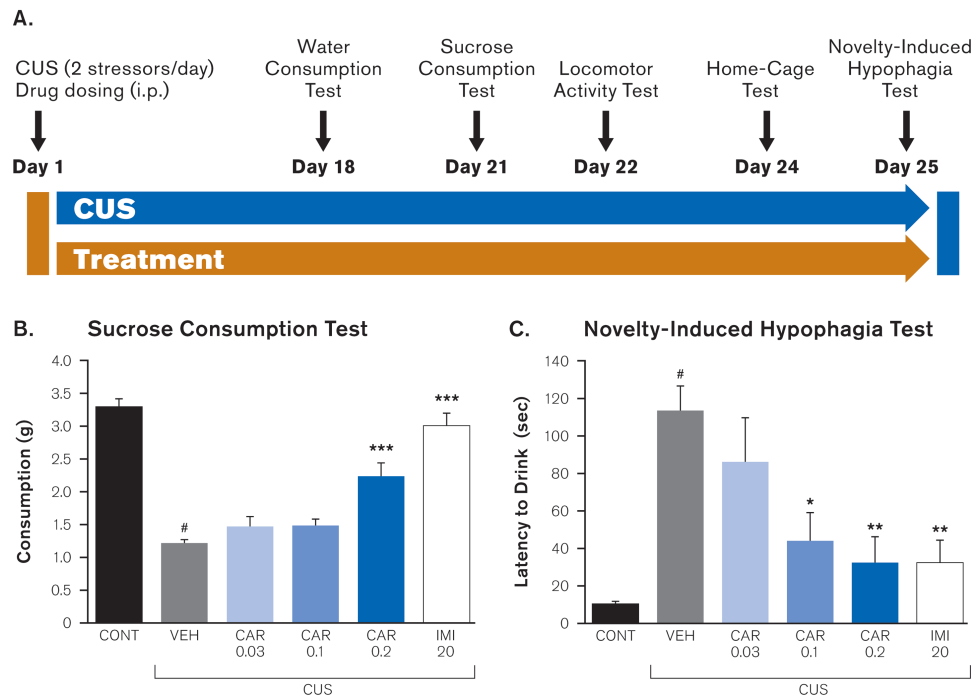 A.
CUS (2 stressors/day)
Drug dosing (i.p.)
Water
Consumption
Test
Sucrose
Consumption
Test
Locomotor
Activity Test
Home-Cage
Test
Novelty-Induced
Hypophagia
Test
Day 1
Day 18
Day 21
Day 22
Day 24
Day 25
CUS
Treatment
B. Sucrose Consumption Test
Consumption (g)
4.0
3.5
3.0
2.5
2.0
1.5
1.0
0.5
0
#
***
***
CONT
VEH
CAR
0.03
CAR
0.1
CAR
0.2
IMI
20
CUS
C. Novelty-Induced Hypophagia Test
Latency to Drink (sec)
140
120
100
80
60
40
20
0
#
*
**
**
CONT
VEH
CAR
0.03
CAR
0.1
CAR
0.2
IMI
20
CUS